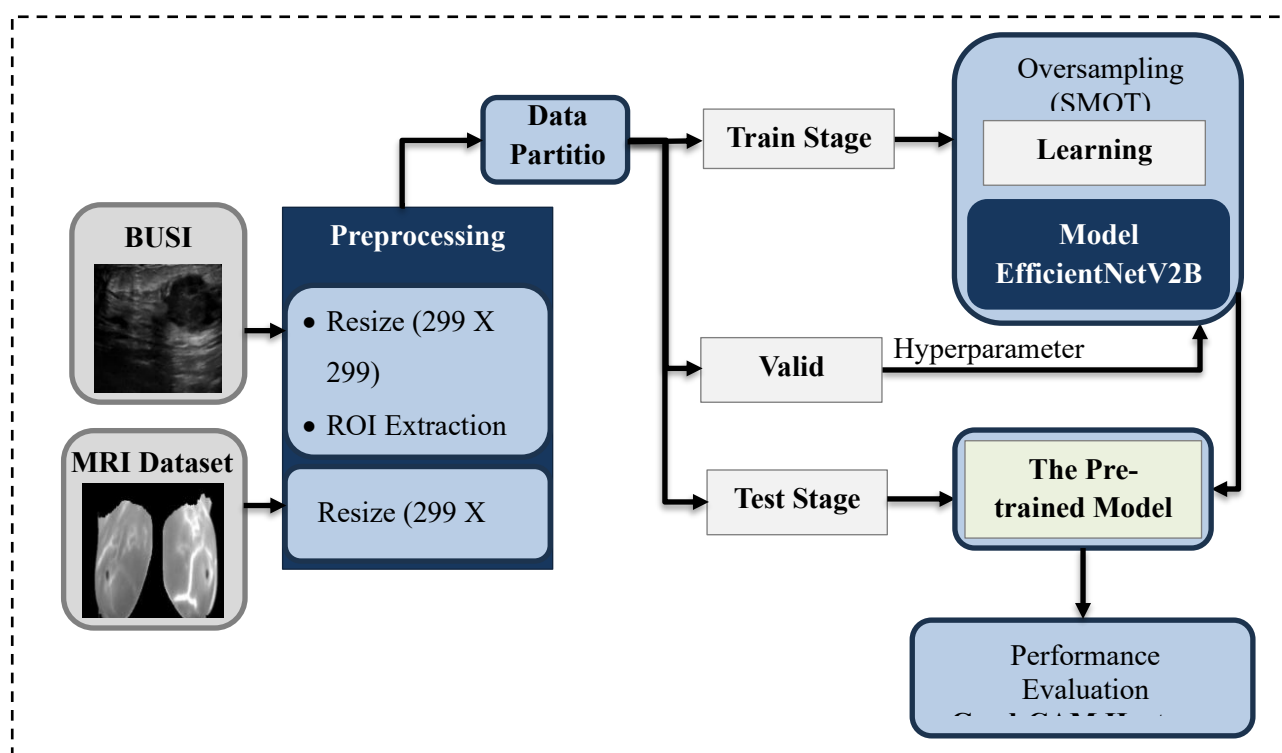 BUSI
MRI Dataset
Preprocessing
• Resize (299 X
299)
• ROI Extraction
Resize (299 X
Data
Partitio
Train Stage
Valid
Test Stage
Hyperparameter
Oversampling
(SMOT)
Learning
Model
EfficientNetV2B
The Pre-
trained Model
Performance
Evaluation